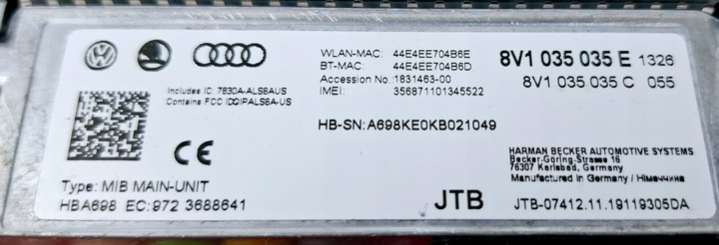 WLAN-MAC: 44E4EE704B6E
BT-MAC: 44E4EE704B6D
Accession No.:1831463-00
IMEI: 356871101345522
8V1 035 035 E 1326
8V1 035 035 C 055
Includes IC: 7830A-ALS6AUS
Contains FCC ID:QIPALS6A-US
HB-SN:A698KE0KB021049
CE
HARMAN BECKER AUTOMOTIVE SYSTEMS
Becker-Göring-Strasse 16
76307 Karlsbad, Germany
Manufactured in Germany / Німеччина
Type: MIB MAIN-UNIT
HBA698 EC:972 3688641
JTB
JTB-07412.11.19119305DA